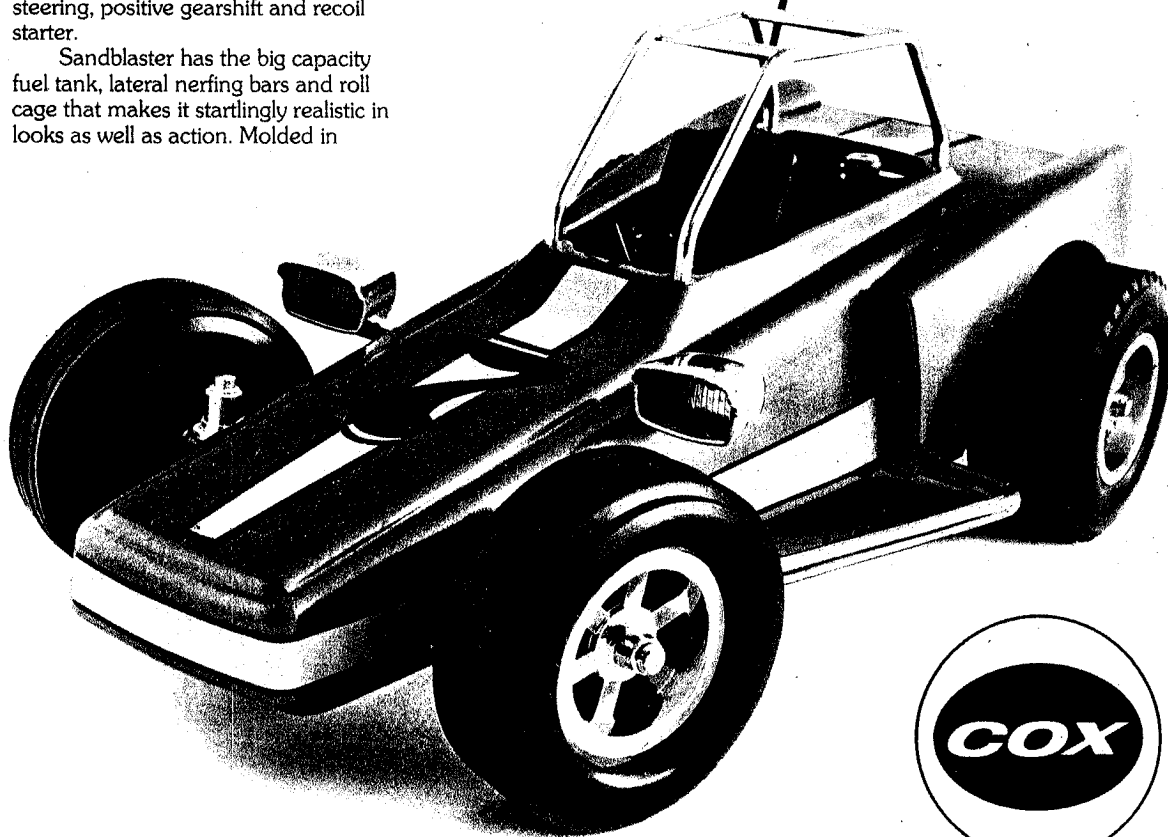 steering, positive gearshift and recoil
starter.
Sandblaster has the big capacity
fuel tank, lateral nerfing bars and roll
cage that makes it startlingly realistic in
looks as well as action. Molded in
COX